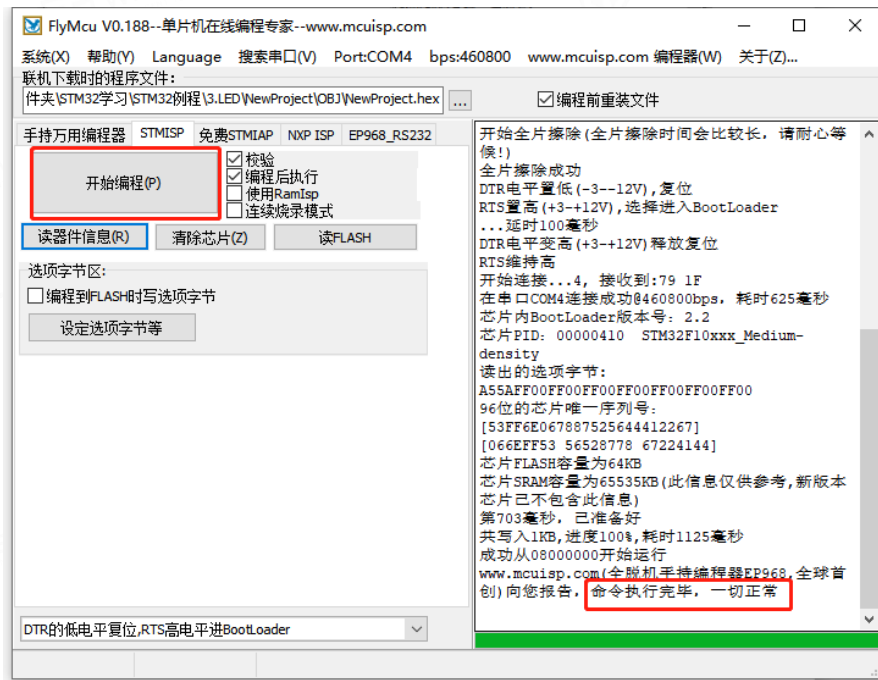 FlyMcu V0.188--单片机在线编程专家--www.mcuisp.com
系统(X) 帮助(Y) Language 搜索串口(V) Port:COM4 bps:460800 www.mcuisp.com 编程器(W) 关于(Z)...
联机下载时的程序文件：
件夹\STM32学习\STM32例程\3.LED\NewProject\OBJ\NewProject.hex ... 编程前重装文件
手持万用编程器 STMISP 免费STMIAP NXP ISP EP968_RS232
开始编程(P)
校验
编程后执行
使用RamIsp
连续烧录模式
读器件信息(R) 清除芯片(Z) 读FLASH
选项字节区：
编程到FLASH时写选项字节
设定选项字节等
DTR的低电平复位,RTS高电平进BootLoader
开始全片擦除(全片擦除时间会比较长，请耐心等
候!)
全片擦除成功
DTR电平置低(-3--12V),复位
RTS置高(+3-+12V),选择进入BootLoader
...延时100毫秒
DTR电平变高(+3-+12V)释放复位
RTS维持高
开始连接...4, 接收到:79 1F
在串口COM4连接成功@460800bps，耗时625毫秒
芯片内BootLoader版本号：2.2
芯片PID：00000410 STM32F10xxx_Medium-
density
读出的选项字节：
A55AFF00FF00FF00FF00FF00FF00FF00
96位的芯片唯一序列号：
[53FF6E067887525644412267]
[066EFF53 56528778 67224144]
芯片FLASH容量为64KB
芯片SRAM容量为65535KB(此信息仅供参考,新版本
芯片已不包含此信息)
第703毫秒，已准备好
共写入1KB,进度100%,耗时1125毫秒
成功从08000000开始运行
www.mcuisp.com(全脱机手持编程器EP968,全球首
创)向您报告，命令执行完毕，一切正常